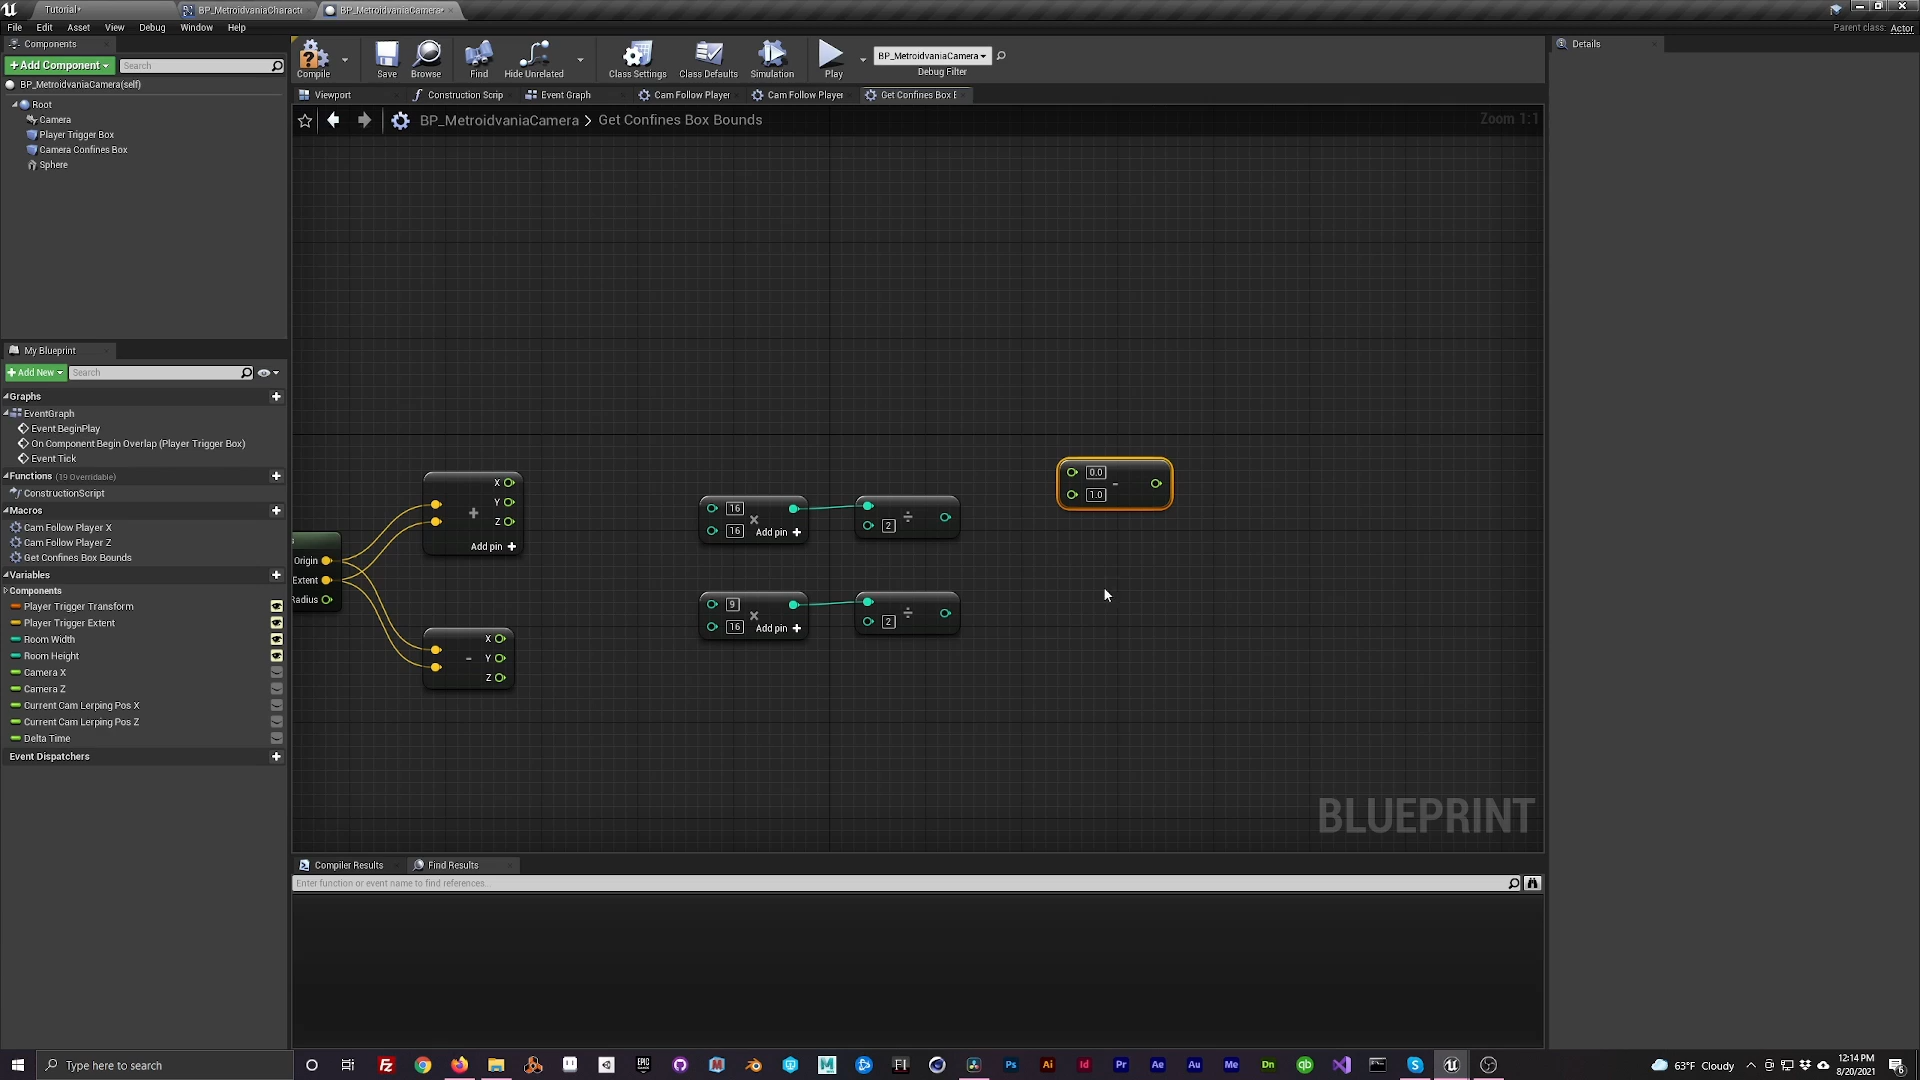 Tutorial*
BP_MetroidvaniaCharacte
BP_MetroidvaniaCamera*
File Edit Asset View Debug Window Help
Parent class: Actor
Components
+Add Component
Search
BP_MetroidvaniaCamera(self)
Root
Camera
Player Trigger Box
Camera Confines Box
Sphere
Compile
Save
Browse
Find
Hide Unrelated
Class Settings
Class Defaults
Simulation
Play
BP_MetroidvaniaCamera
Debug Filter
Details
Viewport
Construction Scrip
Event Graph
Cam Follow Player
Cam Follow Player
Get Confines Box E
BP_MetroidvaniaCamera > Get Confines Box Bounds
Zoom 1:1
My Blueprint
+Add New
Search
Graphs
EventGraph
Event BeginPlay
On Component Begin Overlap (Player Trigger Box)
Event Tick
Functions (19 Overridable)
ConstructionScript
Macros
Cam Follow Player X
Cam Follow Player Z
Get Confines Box Bounds
Variables
Components
Player Trigger Transform
Player Trigger Extent
Room Width
Room Height
Camera X
Camera Z
Current Cam Lerping Pos X
Current Cam Lerping Pos Z
Delta Time
Event Dispatchers
Origin
Extent
Radius
X
+ Y
Z
Add pin +
X
- Y
Z
16
×
16 Add pin +
÷
2
9
×
16 Add pin +
÷
2
0.0
-
1.0
BLUEPRINT
Compiler Results
Find Results
Enter function or event name to find references...
Type here to search
63°F Cloudy
12:14 PM
8/20/2021